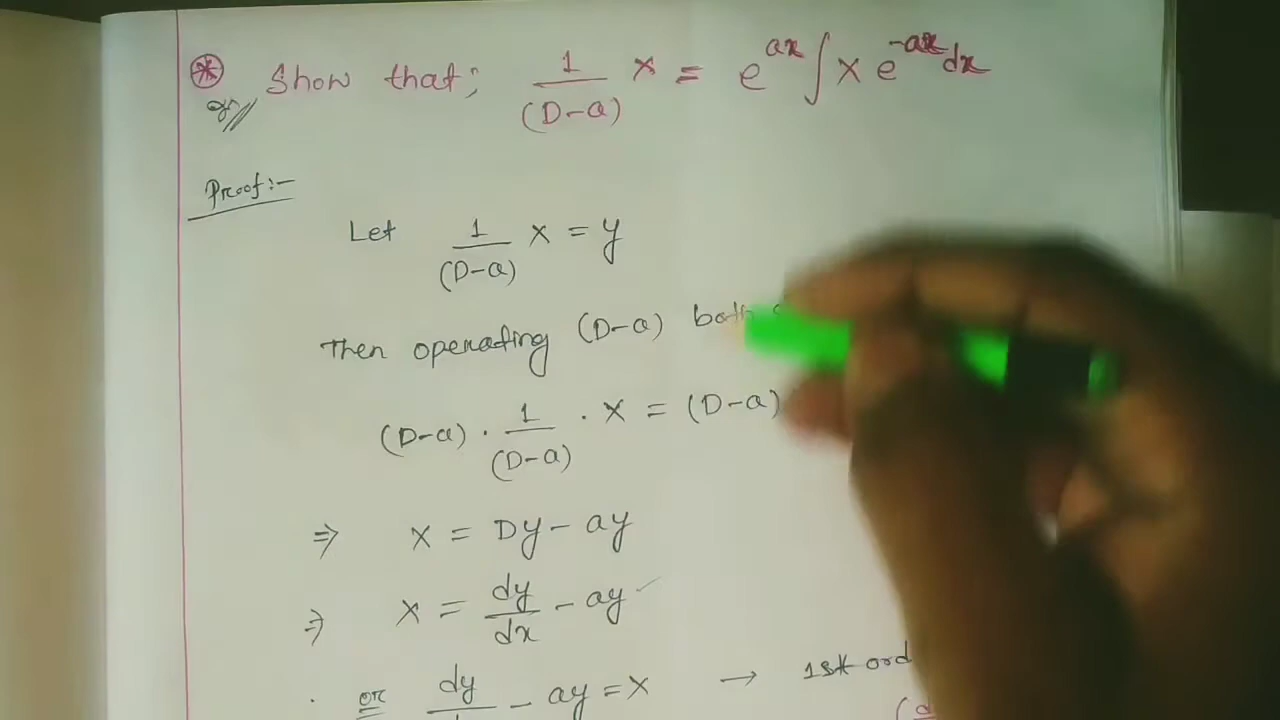 Show that; 1/(D-a) X = e^{ax} ∫ X e^{-ax} dx
Proof:-
Let 1/(D-a) X = y
Then operating (D-a) both
(D-a) · 1/(D-a) · X = (D-a)
⇒ X = Dy - ay
⇒ X = dy/dx - ay
or dy/ - ay = X → 1st ord